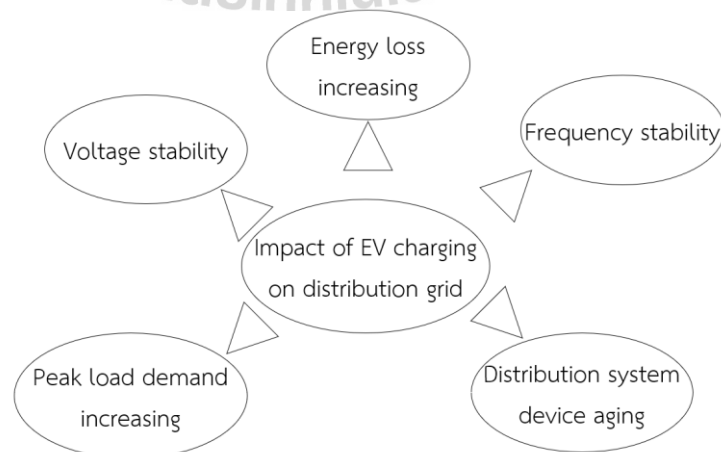 Energy loss
increasing
Frequency stability
Voltage stability
Impact of EV charging
on distribution grid
Peak load demand
increasing
Distribution system
device aging